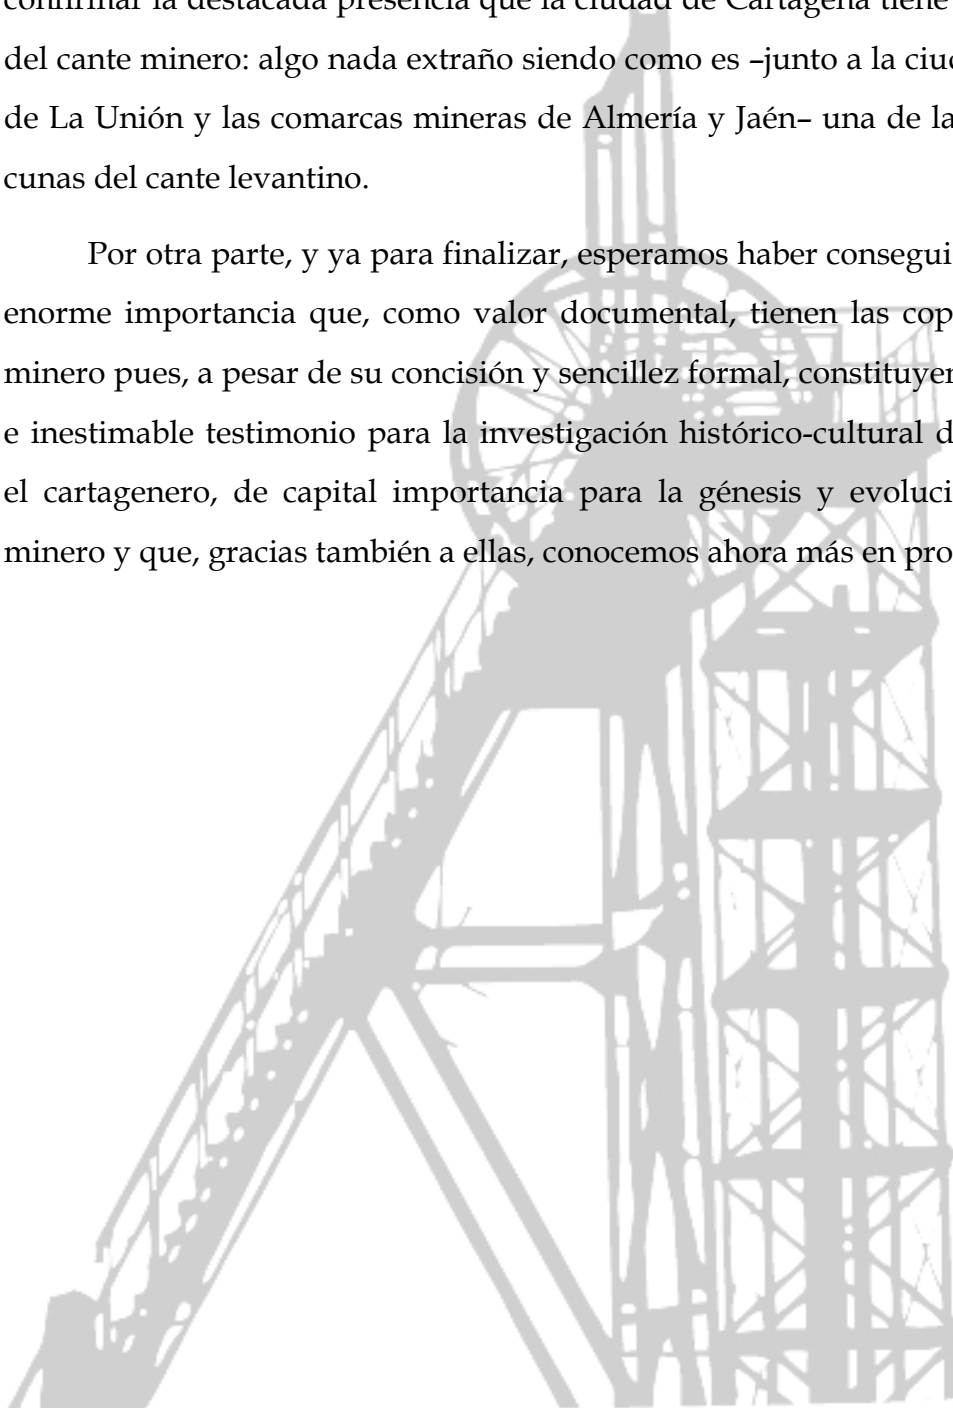 confirmar la destacada presencia que la ciudad de Cartagena tiene
del cante minero: algo nada extraño siendo como es –junto a la ciud
de La Unión y las comarcas mineras de Almería y Jaén– una de la
cunas del cante levantino.
Por otra parte, y ya para finalizar, esperamos haber consegui
enorme importancia que, como valor documental, tienen las cop
minero pues, a pesar de su concisión y sencillez formal, constituyen
e inestimable testimonio para la investigación histórico-cultural d
el cartagenero, de capital importancia para la génesis y evoluci
minero y que, gracias también a ellas, conocemos ahora más en pro